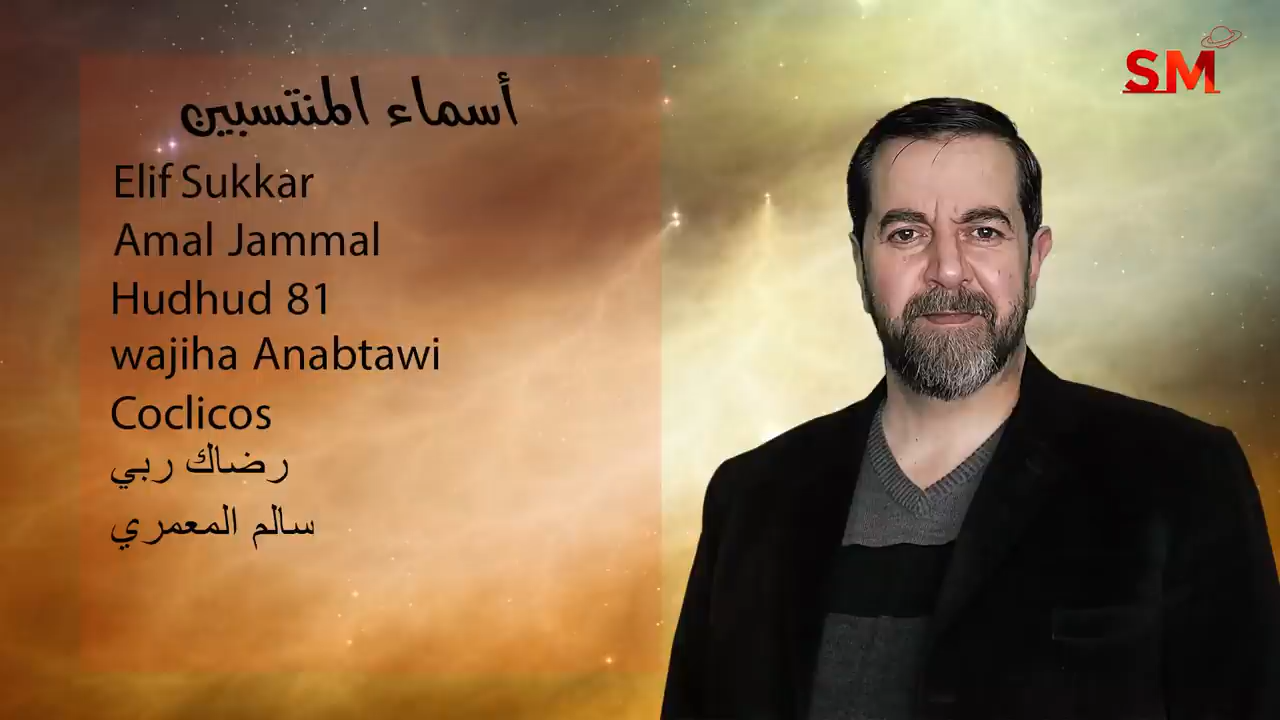 SM
أسماء المنتسبين
Elif Sukkar
Amal Jammal
Hudhud 81
wajiha Anabtawi
Coclicos
رضاك ربي
سالم المعمري